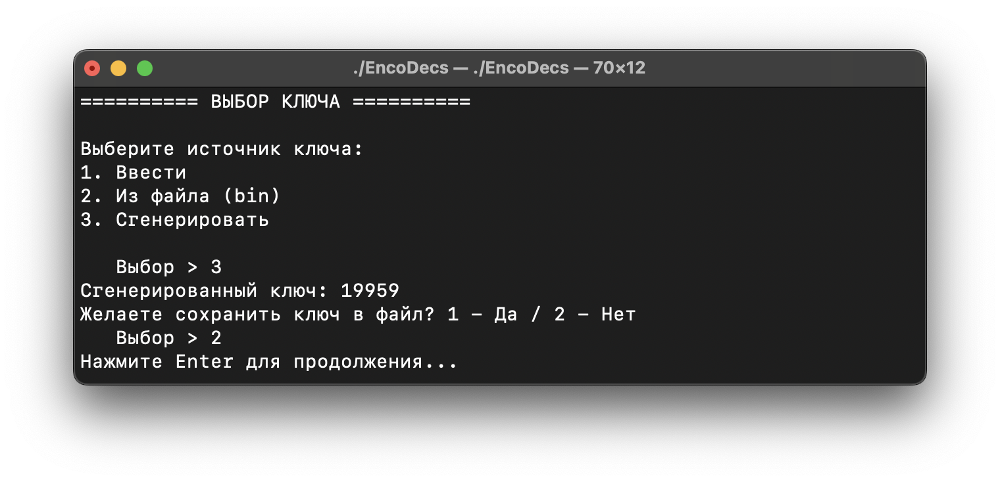 ./EncoDecs — ./EncoDecs — 70×12
========== ВЫБОР КЛЮЧА ==========
Выберите источник ключа:
1. Ввести
2. Из файла (bin)
3. Сгенерировать
Выбор > 3
Сгенерированный ключ: 19959
Желаете сохранить ключ в файл? 1 – Да / 2 – Нет
Выбор > 2
Нажмите Enter для продолжения...